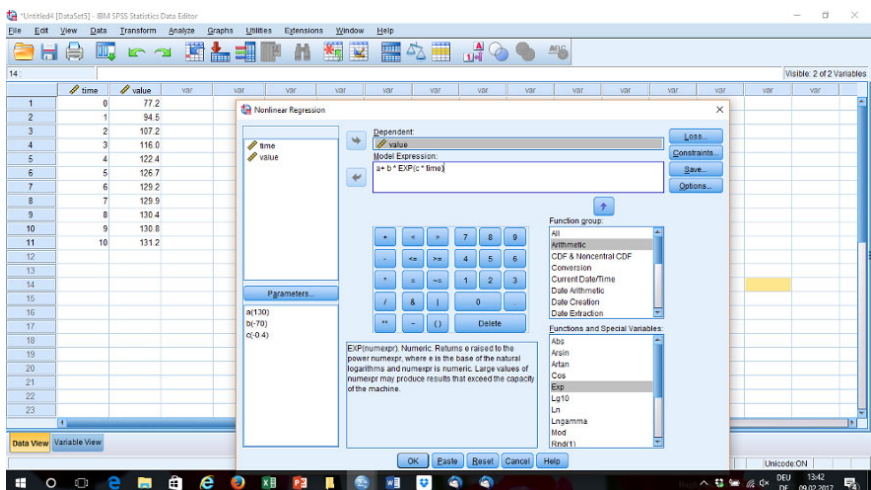 *Untitled4 [DataSet5] - IBM SPSS Statistics Data Editor
File Edit View Data Transform Analyze Graphs Utilities Extensions Window Help
14 :
Visible: 2 of 2 Variables
time value var var var var var var var var var var var var var
1 0 77.2
2 1 94.5
3 2 107.2
4 3 116.0
5 4 122.4
6 5 126.7
7 6 129.2
8 7 129.9
9 8 130.4
10 9 130.8
11 10 131.2
12
13
14
15
16
17
18
19
20
21
22
23
Nonlinear Regression
time
value
Dependent:
value
Model Expression:
a+ b * EXP(c * time)
Loss...
Constraints...
Save...
Options...
Parameters...
a(130)
b(-70)
c(-0.4)
+ < > 7 8 9
- <= >= 4 5 6
* = ~= 1 2 3
/ & | 0 .
** ~ ( ) Delete
Function group:
All
Arithmetic
CDF & Noncentral CDF
Conversion
Current Date/Time
Date Arithmetic
Date Creation
Date Extraction
Functions and Special Variables:
Abs
Arsin
Artan
Cos
Exp
Lg10
Ln
Lngamma
Mod
Rnd(1)
EXP(numexpr). Numeric. Returns e raised to the
power numexpr, where e is the base of the natural
logarithms and numexpr is numeric. Large values of
numexpr may produce results that exceed the capacity
of the machine.
OK Paste Reset Cancel Help
Data View Variable View
Unicode:ON
DEU
DE
13:42
09.02.2017